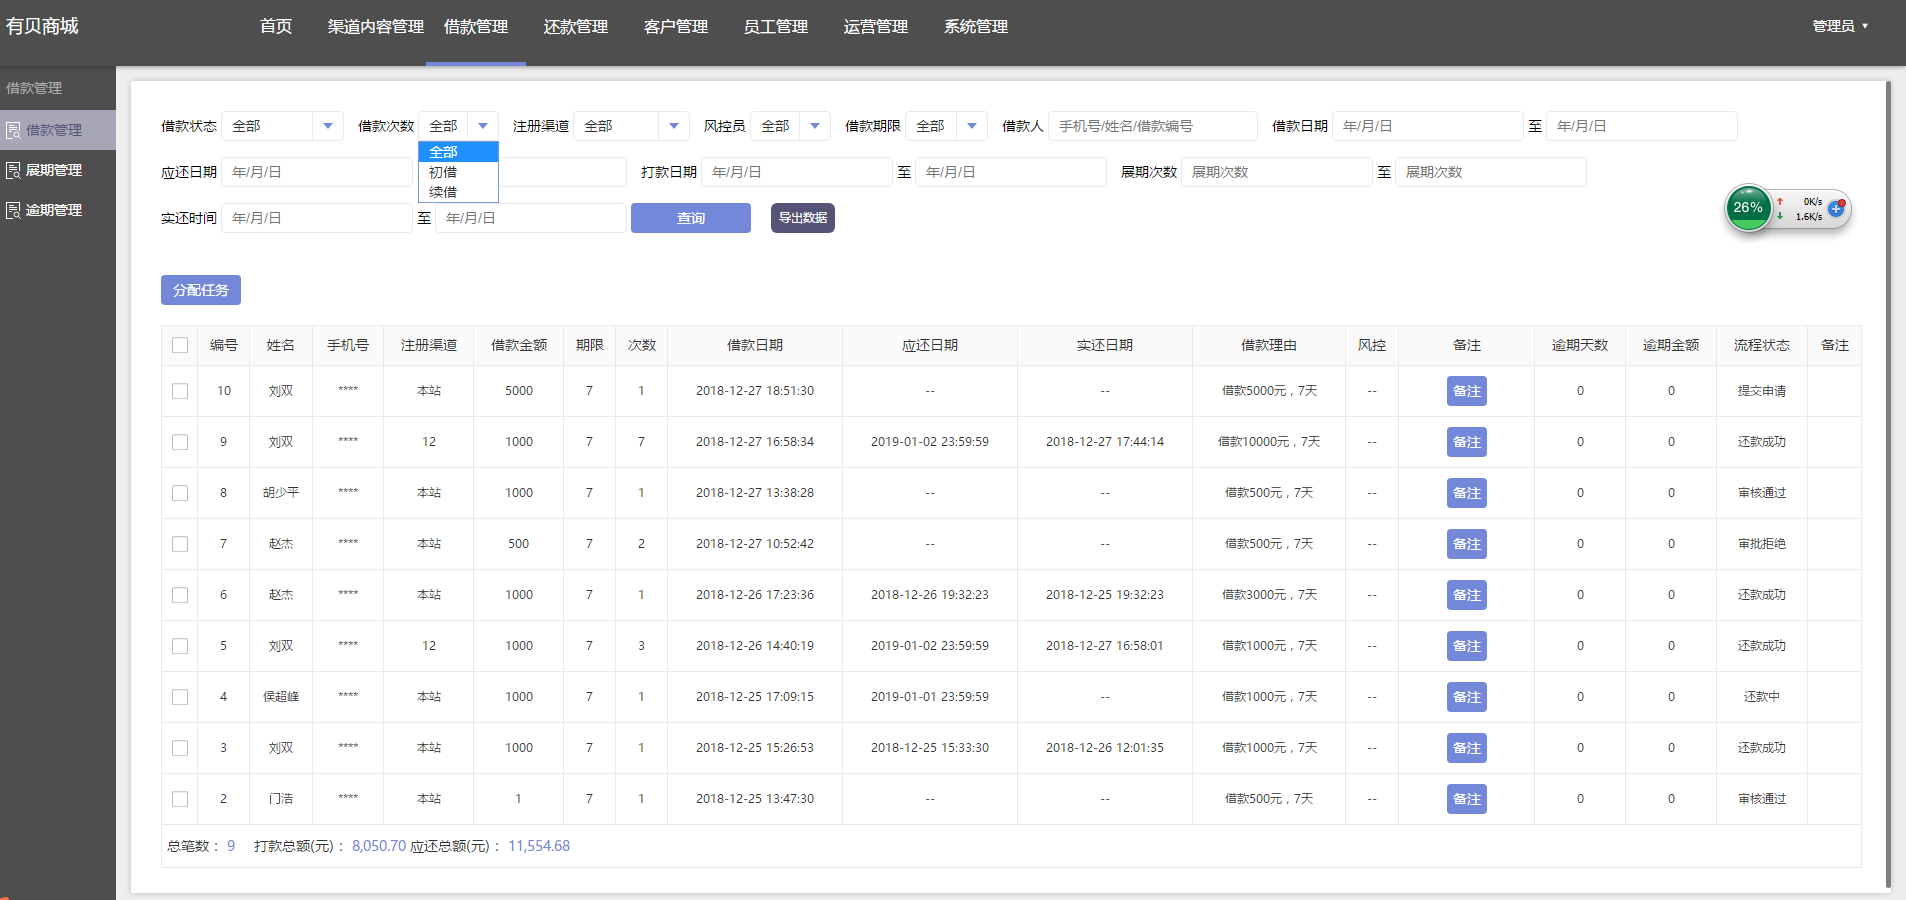 有贝商城 首页 渠道内容管理 借款管理 还款管理 客户管理 员工管理 运营管理 系统管理 管理员
借款管理
借款管理
展期管理
逾期管理
借款状态 全部 借款次数 全部 注册渠道 全部 风控员 全部 借款期限 全部 借款人 手机号/姓名/借款编号 借款日期 年/月/日 至 年/月/日
全部
初借
续借
应还日期 年/月/日 打款日期 年/月/日 至 年/月/日 展期次数 展期次数 至 展期次数
实还时间 年/月/日 至 年/月/日 查询 导出数据
26% 0K/s
1.6K/s
分配任务
编号 姓名 手机号 注册渠道 借款金额 期限 次数 借款日期 应还日期 实还日期 借款理由 风控 备注 逾期天数 逾期金额 流程状态 备注
10 刘双 **** 本站 5000 7 1 2018-12-27 18:51:30 -- -- 借款5000元，7天 -- 备注 0 0 提交申请
9 刘双 **** 12 1000 7 7 2018-12-27 16:58:34 2019-01-02 23:59:59 2018-12-27 17:44:14 借款10000元，7天 -- 备注 0 0 还款成功
8 胡少平 **** 本站 1000 7 1 2018-12-27 13:38:28 -- -- 借款500元，7天 -- 备注 0 0 审核通过
7 赵杰 **** 本站 500 7 2 2018-12-27 10:52:42 -- -- 借款500元，7天 -- 备注 0 0 审批拒绝
6 赵杰 **** 本站 1000 7 1 2018-12-26 17:23:36 2018-12-26 19:32:23 2018-12-25 19:32:23 借款3000元，7天 -- 备注 0 0 还款成功
5 刘双 **** 12 1000 7 3 2018-12-26 14:40:19 2019-01-02 23:59:59 2018-12-27 16:58:01 借款1000元，7天 -- 备注 0 0 还款成功
4 侯超峰 **** 本站 1000 7 1 2018-12-25 17:09:15 2019-01-01 23:59:59 -- 借款1000元，7天 -- 备注 0 0 还款中
3 刘双 **** 本站 1000 7 1 2018-12-25 15:26:53 2018-12-25 15:33:30 2018-12-26 12:01:35 借款1000元，7天 -- 备注 0 0 还款成功
2 门浩 **** 本站 1 7 1 2018-12-25 13:47:30 -- -- 借款500元，7天 -- 备注 0 0 审核通过
总笔数： 9 打款总额(元)： 8,050.70 应还总额(元)： 11,554.68